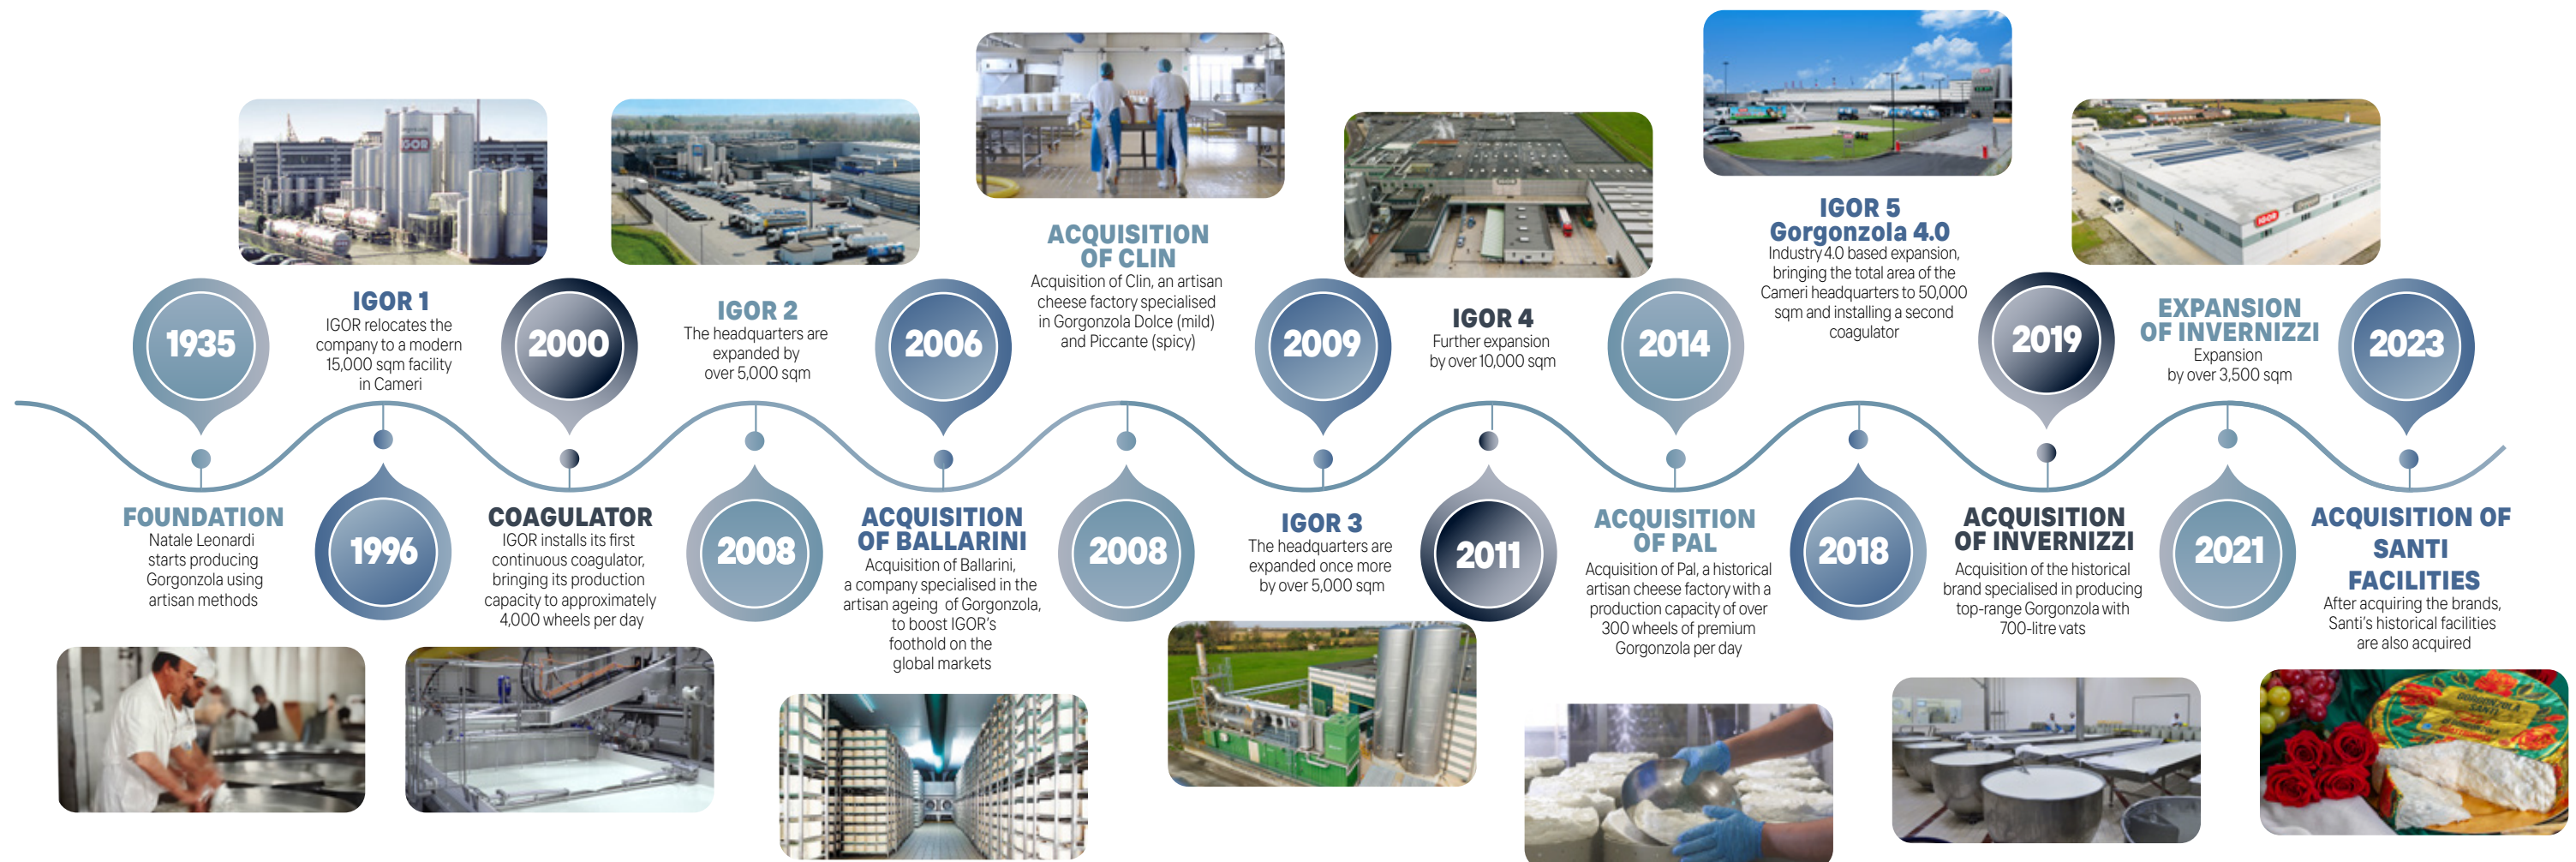 1935
FOUNDATION
Natale Leonardi
starts producing
Gorgonzola using
artisan methods
IGOR 1
IGOR relocates the
company to a modern
15,000 sqm facility
in Cameri
1996
2000
COAGULATOR
IGOR installs its first
continuous coagulator,
bringing its production
capacity to approximately
4,000 wheels per day
IGOR 2
The headquarters are
expanded by
over 5,000 sqm
2008
2006
ACQUISITION
OF BALLARINI
Acquisition of Ballarini,
a company specialised in the
artisan ageing of Gorgonzola,
to boost IGOR's
foothold on the
global markets
ACQUISITION
OF CLIN
Acquisition of Clin, an artisan
cheese factory specialised
in Gorgonzola Dolce (mild)
and Piccante (spicy)
2008
2009
IGOR 3
The headquarters are
expanded once more
by over 5,000 sqm
IGOR 4
Further expansion
by over 10,000 sqm
2011
2014
ACQUISITION
OF PAL
Acquisition of Pal, a historical
artisan cheese factory with a
production capacity of over
300 wheels of premium
Gorgonzola per day
IGOR 5
Gorgonzola 4.0
Industry 4.0 based expansion,
bringing the total area of the
Cameri headquarters to 50,000
sqm and installing a second
coagulator
2018
2019
ACQUISITION
OF INVERNIZZI
Acquisition of the historical
brand specialised in producing
top-range Gorgonzola with
700-litre vats
EXPANSION
OF INVERNIZZI
Expansion
by over 3,500 sqm
2021
2023
ACQUISITION OF
SANTI
FACILITIES
After acquiring the brands,
Santi's historical facilities
are also acquired
IGOR
IGOR
GORGONZOLA
SANTI